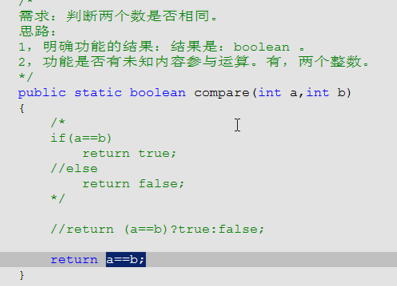 /*
需求：判断两个数是否相同。
思路：
1，明确功能的结果：结果是：boolean 。
2，功能是否有未知内容参与运算。有，两个整数。
*/
public static boolean compare(int a,int b)
{
/*
if(a==b)
return true;
//else
return false;
*/
//return (a==b)?true:false;
return a==b;
}